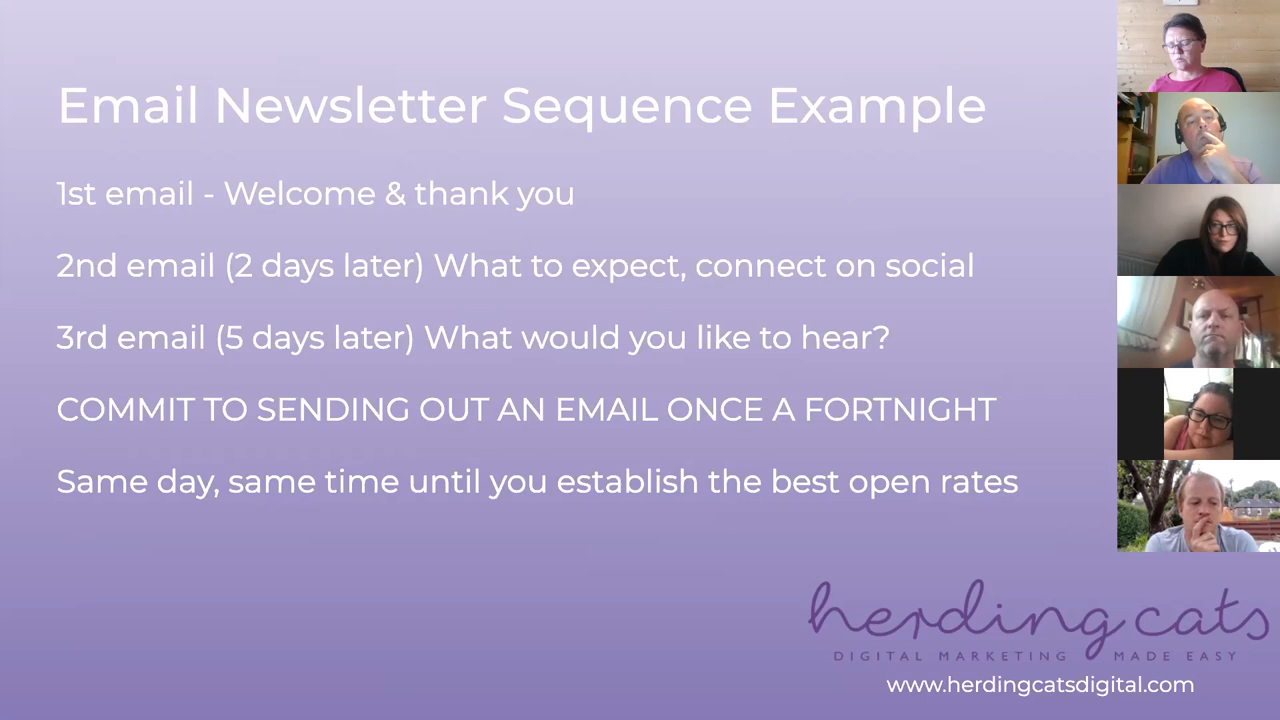 Email Newsletter Sequence Example
1st email - Welcome & thank you
2nd email (2 days later) What to expect, connect on social
3rd email (5 days later) What would you like to hear?
COMMIT TO SENDING OUT AN EMAIL ONCE A FORTNIGHT
Same day, same time until you establish the best open rates
herding cats
DIGITAL MARKETING MADE EASY
www.herdingcatsdigital.com